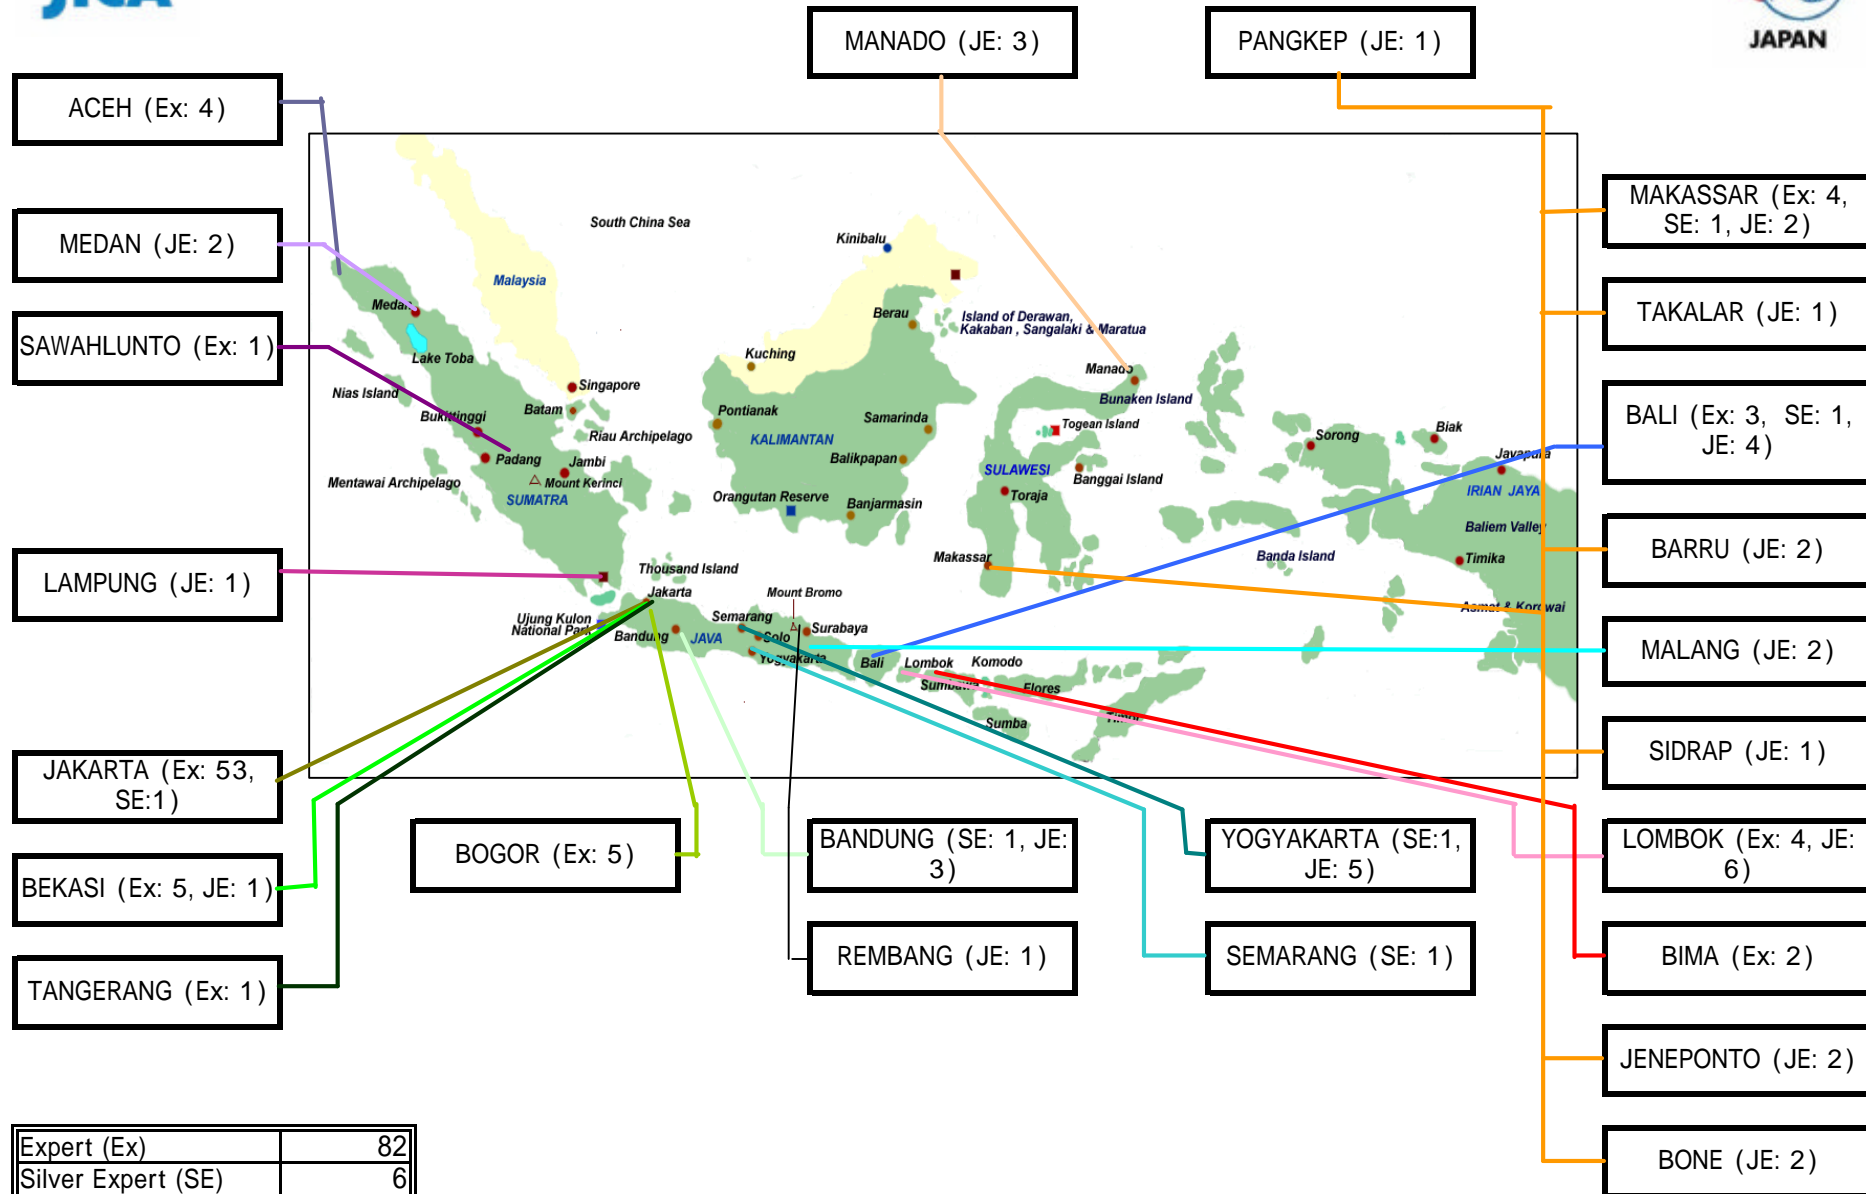 JICA
JAPAN
MANADO (JE: 3)
PANGKEP (JE: 1)
ACEH (Ex: 4)
MEDAN (JE: 2)
SAWAHLUNTO (Ex: 1)
LAMPUNG (JE: 1)
JAKARTA (Ex: 53,
SE:1)
BEKASI (Ex: 5, JE: 1)
TANGERANG (Ex: 1)
BOGOR (Ex: 5)
BANDUNG (SE: 1, JE:
3)
REMBANG (JE: 1)
YOGYAKARTA (SE:1,
JE: 5)
SEMARANG (SE: 1)
MAKASSAR (Ex: 4,
SE: 1, JE: 2)
TAKALAR (JE: 1)
BALI (Ex: 3, SE: 1,
JE: 4)
BARRU (JE: 2)
MALANG (JE: 2)
SIDRAP (JE: 1)
LOMBOK (Ex: 4, JE:
6)
BIMA (Ex: 2)
JENEPONTO (JE: 2)
BONE (JE: 2)
South China Sea
Malaysia
Kinibalu
Medan
Lake Toba
Nias Island
Bukittinggi
Padang
Mentawai Archipelago
Singapore
Batam
Riau Archipelago
Jambi
Mount Kerinci
SUMATRA
Kuching
Berau
Island of Derawan,
Kakaban , Sangalaki & Maratua
Pontianak
KALIMANTAN
Samarinda
Balikpapan
Orangutan Reserve
Banjarmasin
Manado
Bunaken Island
Togean Island
SULAWESI
Banggai Island
Toraja
Makassar
Sorong
Biak
Jayapura
IRIAN JAYA
Baliem Valley
Timika
Asmat & Korowai
Banda Island
Thousand Island
Jakarta
Ujung Kulon
National Park
Bandung
JAVA
Semarang
Solo
Yogyakarta
Mount Bromo
Surabaya
Bali
Lombok
Komodo
Sumbawa
Flores
Sumba
Timor
Expert (Ex) 82
Silver Expert (SE) 6